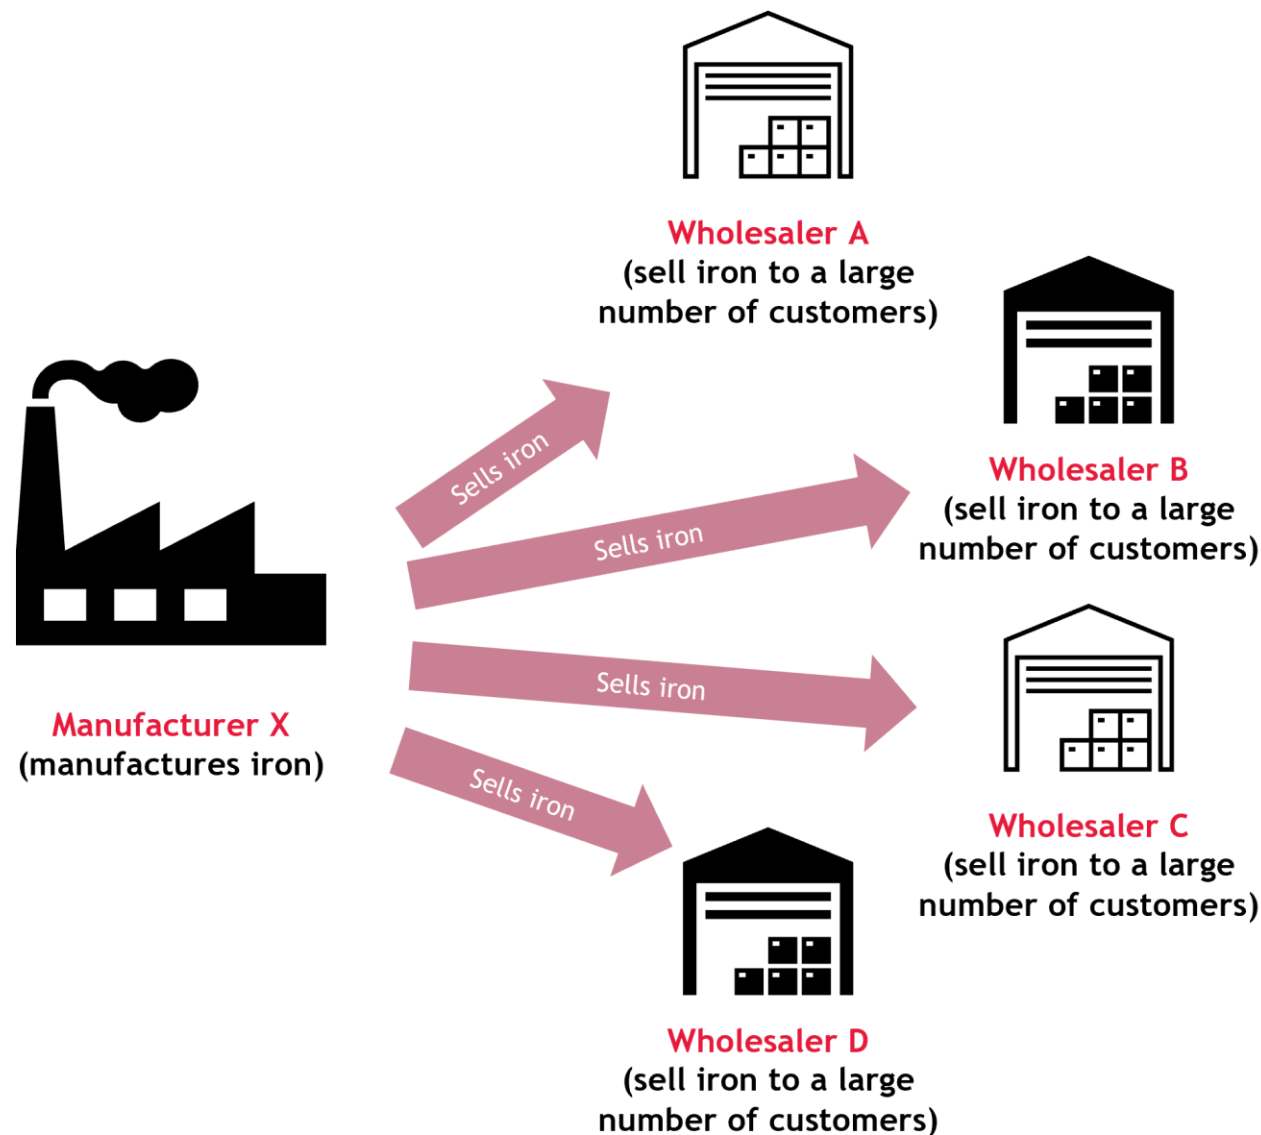 Wholesaler A
(sell iron to a large
number of customers)
Wholesaler B
(sell iron to a large
number of customers)
Sells iron
Sells iron
Sells iron
Sells iron
Manufacturer X
(manufactures iron)
Wholesaler C
(sell iron to a large
number of customers)
Wholesaler D
(sell iron to a large
number of customers)